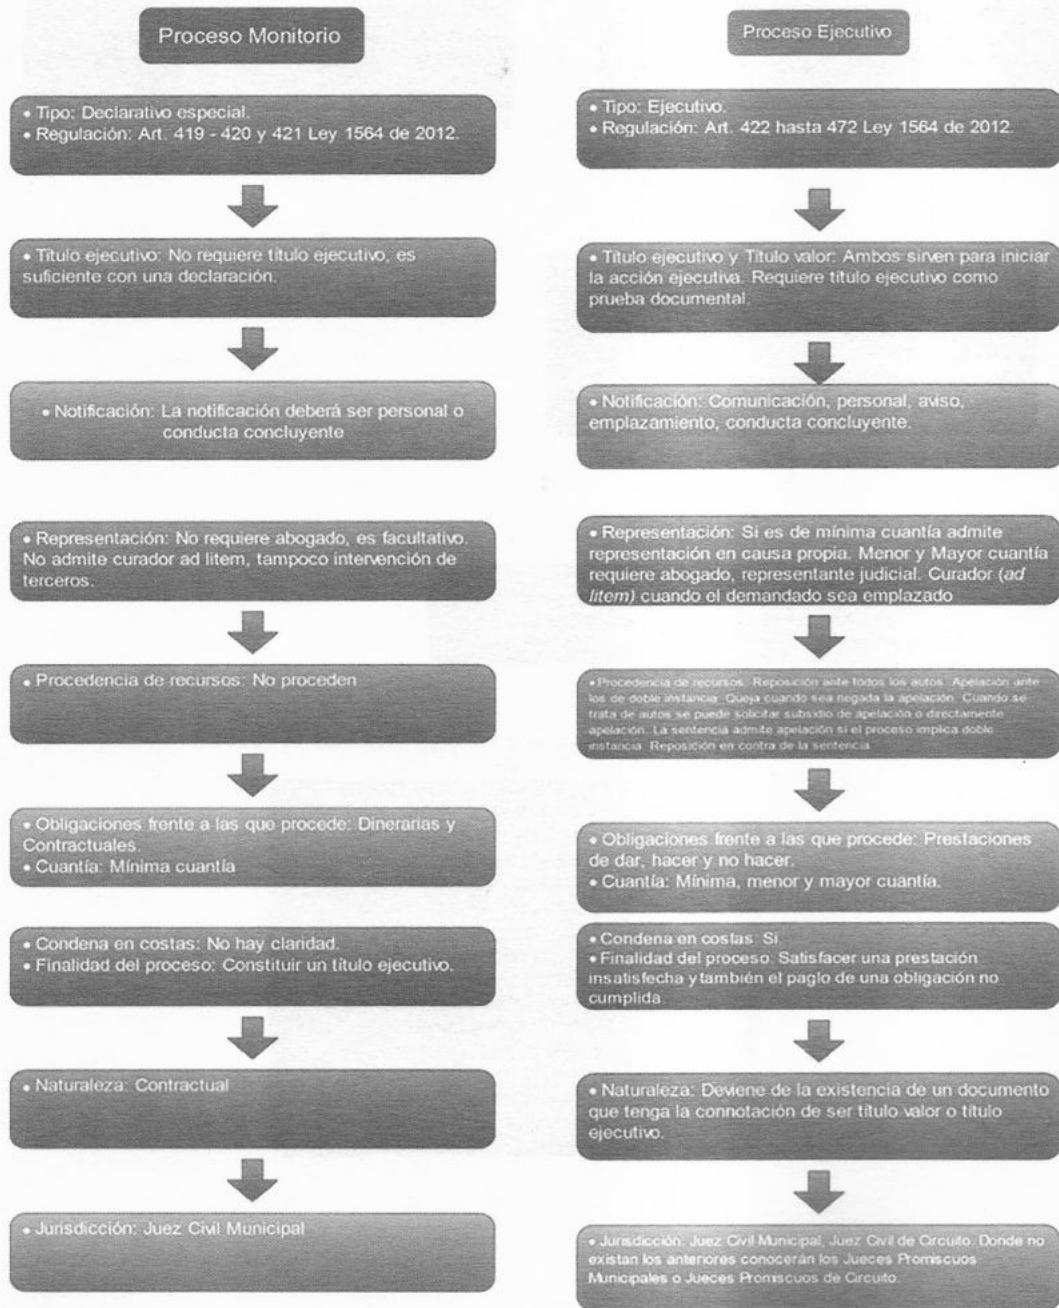 Proceso Monitorio
• Tipo: Declarativo especial.
• Regulación: Art. 419 - 420 y 421 Ley 1564 de 2012.
• Título ejecutivo: No requiere título ejecutivo, es
suficiente con una declaración.
• Notificación: La notificación deberá ser personal o
conducta concluyente
• Representación: No requiere abogado, es facultativo.
No admite curador ad litem, tampoco intervención de
terceros.
• Procedencia de recursos: No proceden
• Obligaciones frente a las que procede: Dinerarias y
Contractuales.
• Cuantía: Mínima cuantía
• Condena en costas: No hay claridad.
• Finalidad del proceso: Constituir un título ejecutivo.
• Naturaleza: Contractual
• Jurisdicción: Juez Civil Municipal
Proceso Ejecutivo
• Tipo: Ejecutivo.
• Regulación: Art. 422 hasta 472 Ley 1564 de 2012.
• Título ejecutivo y Título valor: Ambos sirven para iniciar
la acción ejecutiva. Requiere título ejecutivo como
prueba documental.
• Notificación: Comunicación, personal, aviso,
emplazamiento, conducta concluyente.
• Representación: Si es de mínima cuantía admite
representación en causa propia. Menor y Mayor cuantía
requiere abogado, representante judicial. Curador (ad
litem) cuando el demandado sea emplazado
• Procedencia de recursos: Reposición ante todos los autos. Apelación ante
los de doble instancia. Queja cuando sea negada la apelación. Cuando se
trata de autos se puede solicitar subsidio de apelación o directamente
apelación. La sentencia admite apelación si el proceso implica doble
instancia. Reposición en contra de la sentencia.
• Obligaciones frente a las que procede: Prestaciones
de dar, hacer y no hacer.
• Cuantía: Mínima, menor y mayor cuantía.
• Condena en costas: Si
• Finalidad del proceso. Satisfacer una prestación
insatisfecha y también el paglo de una obligación no
cumplida.
• Naturaleza: Deviene de la existencia de un documento
que tenga la connotación de ser título valor o título
ejecutivo.
• Jurisdicción: Juez Civil Municipal, Juez Civil de Circuito. Donde no
existan los anteriores conocerán los Jueces Promiscuos
Municipales o Jueces Promiscuos de Circuito.